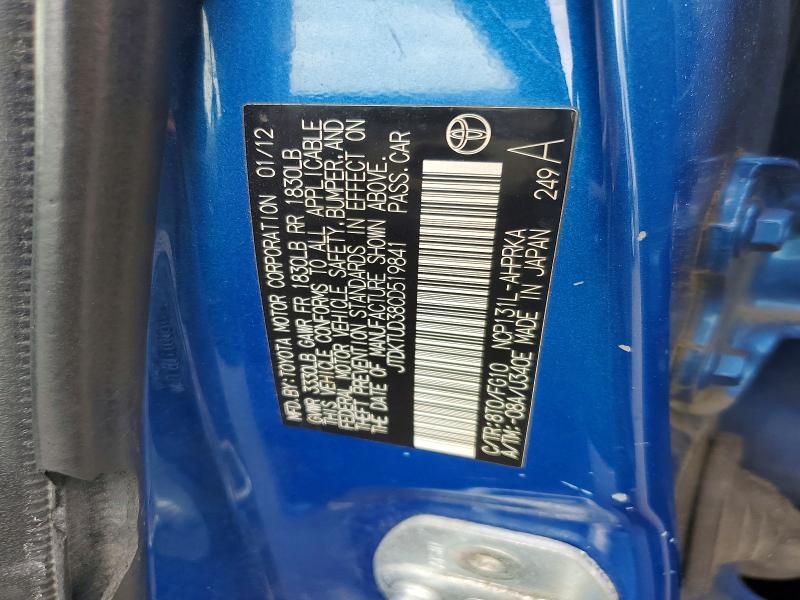 MFD.BY:TOYOTA MOTOR CORPORATION 01/12
GVWR 3330LB GAWR FR 1830LB RR 1830LB
THIS VEHICLE CONFORMS TO ALL APPLICABLE
FEDERAL MOTOR VEHICLE SAFETY,BUMPER,AND
THEFT PREVENTION STANDARDS IN EFFECT ON
THE DATE OF MANUFACTURE SHOWN ABOVE.
JTDKTUD38CD519841 PASS.CAR
C/TR:8T0/FG10 NCP131L-AHPRKA
A/TM:-08A/U340E MADE IN JAPAN
249 A